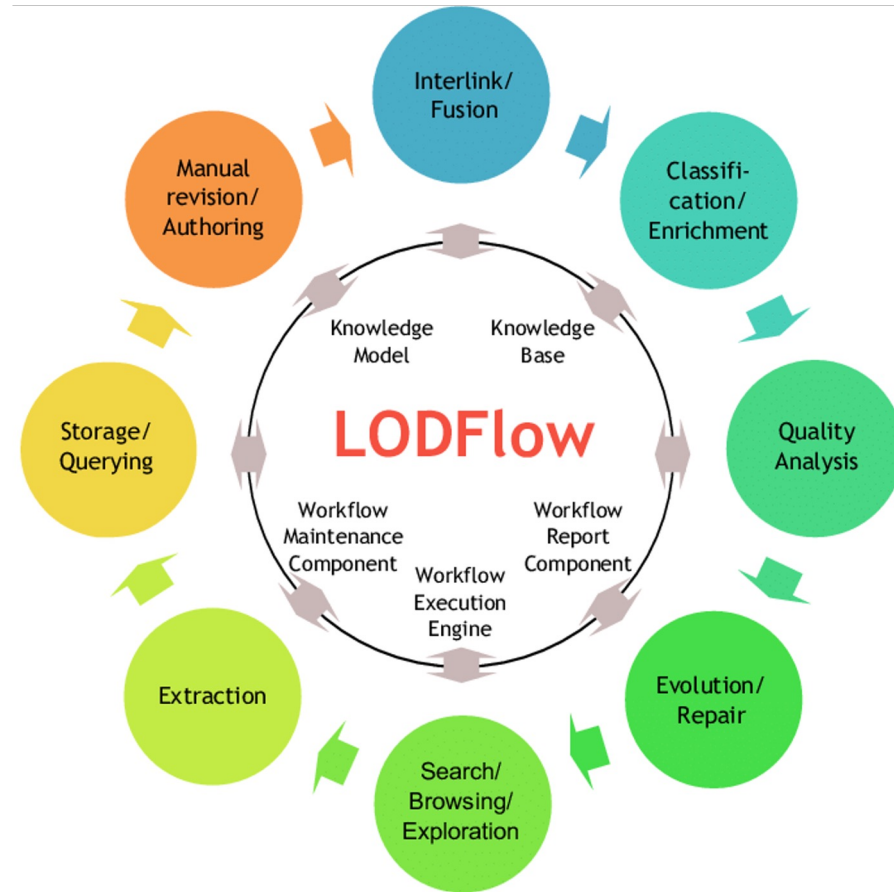 Interlink/
Fusion
Classifi-
cation/
Enrichment
Quality
Analysis
Evolution/
Repair
Search/
Browsing/
Exploration
Extraction
Storage/
Querying
Manual
revision/
Authoring
Knowledge
Model
Knowledge
Base
LODFlow
Workflow
Maintenance
Component
Workflow
Execution
Engine
Workflow
Report
Component